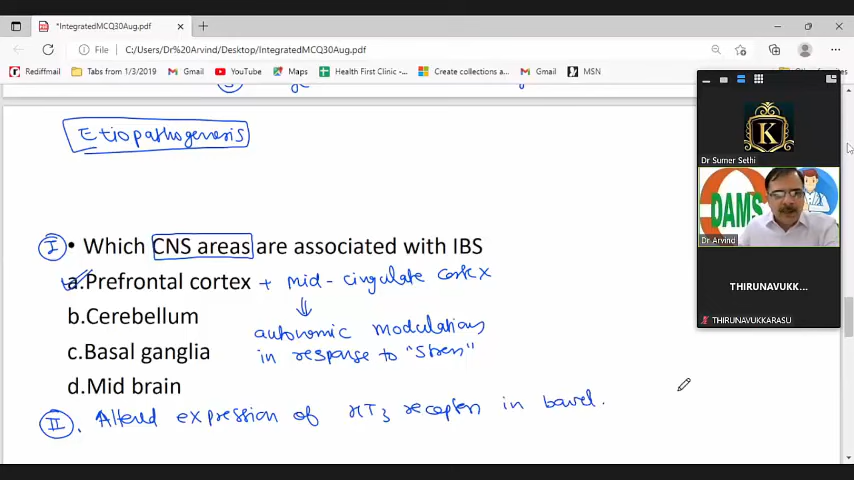 *IntegratedMCQ30Aug.pdf
File | C:/Users/Dr%20Arvind/Desktop/IntegratedMCQ30Aug.pdf
Rediffmail Tabs from 1/3/2019 Gmail YouTube Maps Health First Clinic -... Create collections a... Gmail MSN
Etiopathogenesis
K
Dr Sumer Sethi
DAMS
Dr Arvind
THIRUNAVUKK...
THIRUNAVUKKARASU
I • Which CNS areas are associated with IBS
a.Prefrontal cortex + mid-cingulate cortex
b.Cerebellum
autonomic modulations
c.Basal ganglia in response to "Stress"
d.Mid brain
II. Altered expression of HT3 receptors in bowel.